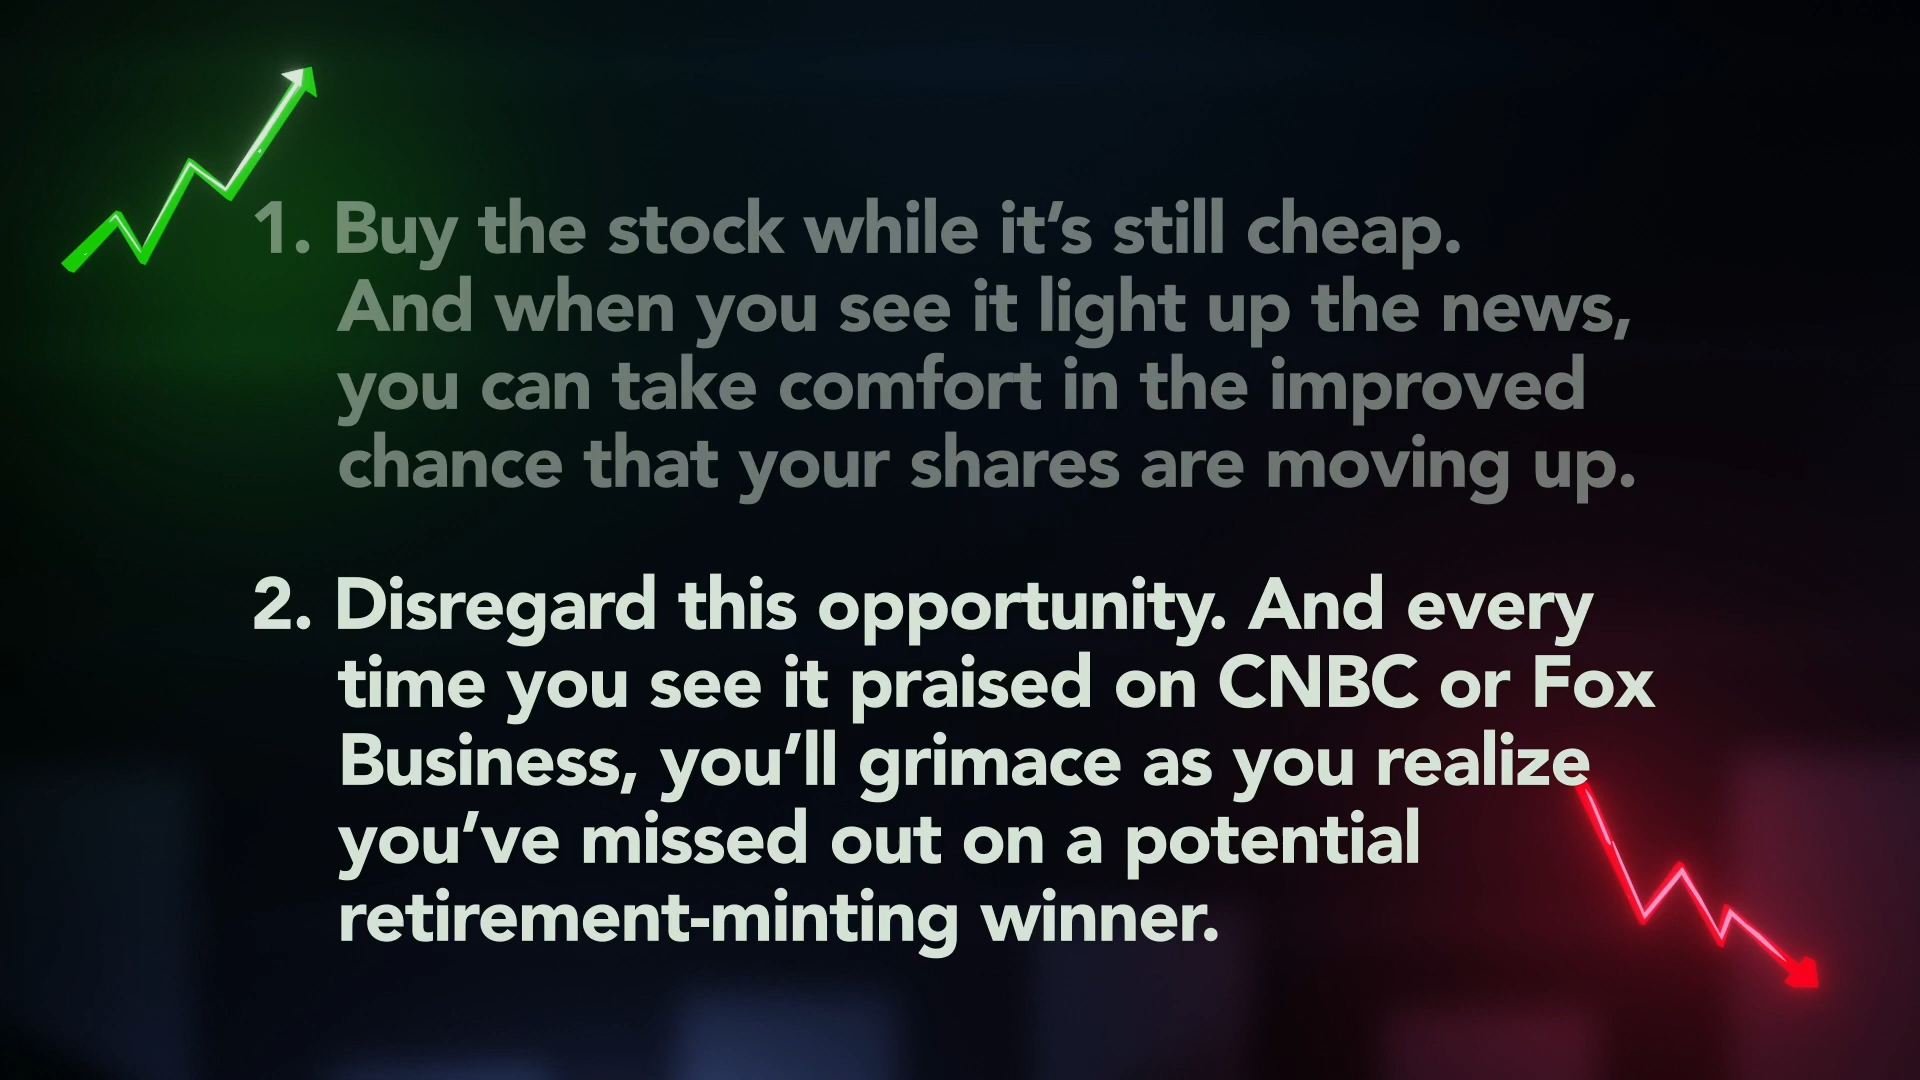 1. Buy the stock while it’s still cheap.
And when you see it light up the news,
you can take comfort in the improved
chance that your shares are moving up.
2. Disregard this opportunity. And every
time you see it praised on CNBC or Fox
Business, you’ll grimace as you realize
you’ve missed out on a potential
retirement-minting winner.